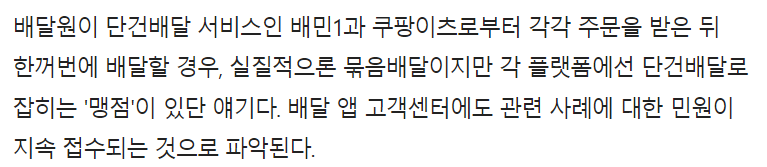 배달원이 단건배달 서비스인 배민1과 쿠팡이츠로부터 각각 주문을 받은 뒤
한꺼번에 배달할 경우, 실질적으론 묶음배달이지만 각 플랫폼에선 단건배달로
잡히는 '맹점'이 있단 얘기다. 배달 앱 고객센터에도 관련 사례에 대한 민원이
지속 접수되는 것으로 파악된다.